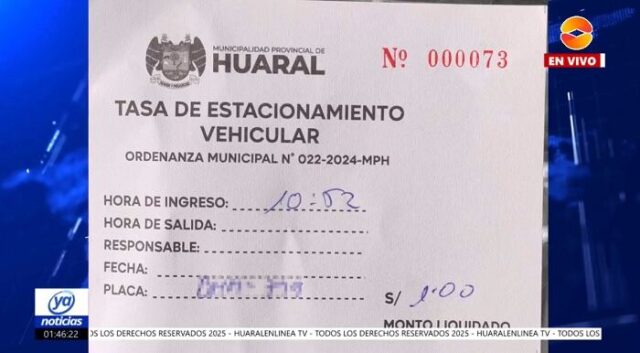 MUNICIPALIDAD PROVINCIAL DE
HUARAL
Nº 000073
EN VIVO
TASA DE ESTACIONAMIENTO
VEHICULAR
ORDENANZA MUNICIPAL N° 022-2024-MPH
HORA DE INGRESO: 10:52
HORA DE SALIDA:
RESPONSABLE:
FECHA:
PLACA:
S/ 1.00
MONTO LIQUIDADO
ya
noticias
01:46:22
OS LOS DERECHOS RESERVADOS 2025 - HUARALENLINEA TV - TODOS LOS DERECHOS RESERVADOS 2025 - HUARALENLINEA TV - TODOS LOS